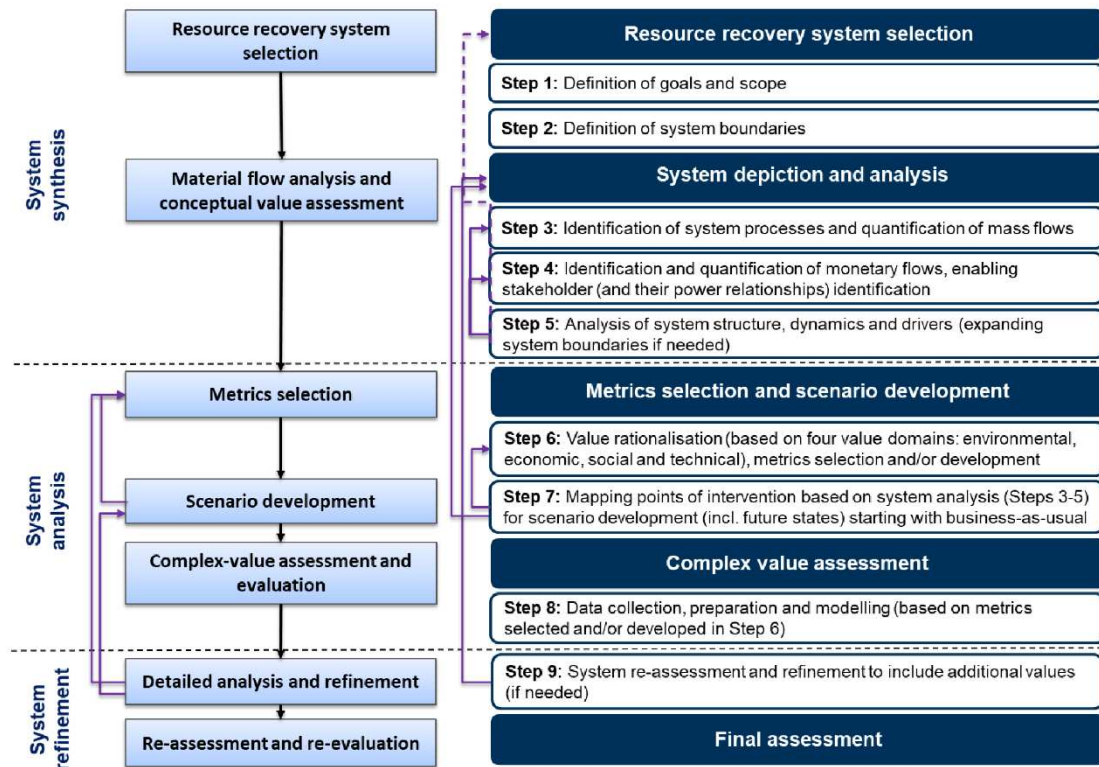 System
synthesis
Resource recovery system
selection
Material flow analysis and
conceptual value assessment
System
analysis
Metrics selection
Scenario development
Complex-value assessment and
evaluation
System
refinement
Detailed analysis and refinement
Re-assessment and re-evaluation
Resource recovery system selection
Step 1: Definition of goals and scope
Step 2: Definition of system boundaries
System depiction and analysis
Step 3: Identification of system processes and quantification of mass flows
Step 4: Identification and quantification of monetary flows, enabling
stakeholder (and their power relationships) identification
Step 5: Analysis of system structure, dynamics and drivers (expanding
system boundaries if needed)
Metrics selection and scenario development
Step 6: Value rationalisation (based on four value domains: environmental,
economic, social and technical), metrics selection and/or development
Step 7: Mapping points of intervention based on system analysis (Steps 3-5)
for scenario development (incl. future states) starting with business-as-usual
Complex value assessment
Step 8: Data collection, preparation and modelling (based on metrics
selected and/or developed in Step 6)
Step 9: System re-assessment and refinement to include additional values
(if needed)
Final assessment